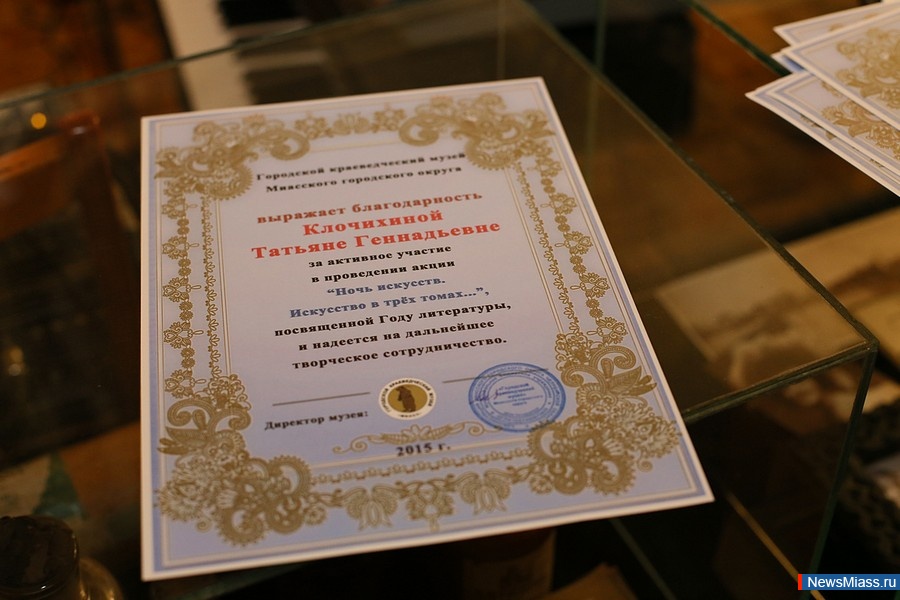 Городской краеведческий музей
Миасского городского округа
выражает благодарность
Клочихиной
Татьяне Геннадьевне
за активное участие
в проведении акции
“Ночь искусств.
Искусство в трёх томах...”,
посвященной Году литературы,
и надеется на дальнейшее
творческое сотрудничество.
Директор музея:
2015 г.
NewsMiass.ru